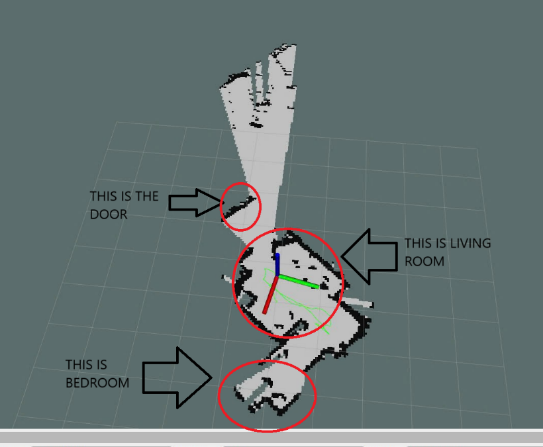 THIS IS THE
DOOR
THIS IS LIVING
ROOM
THIS IS
BEDROOM